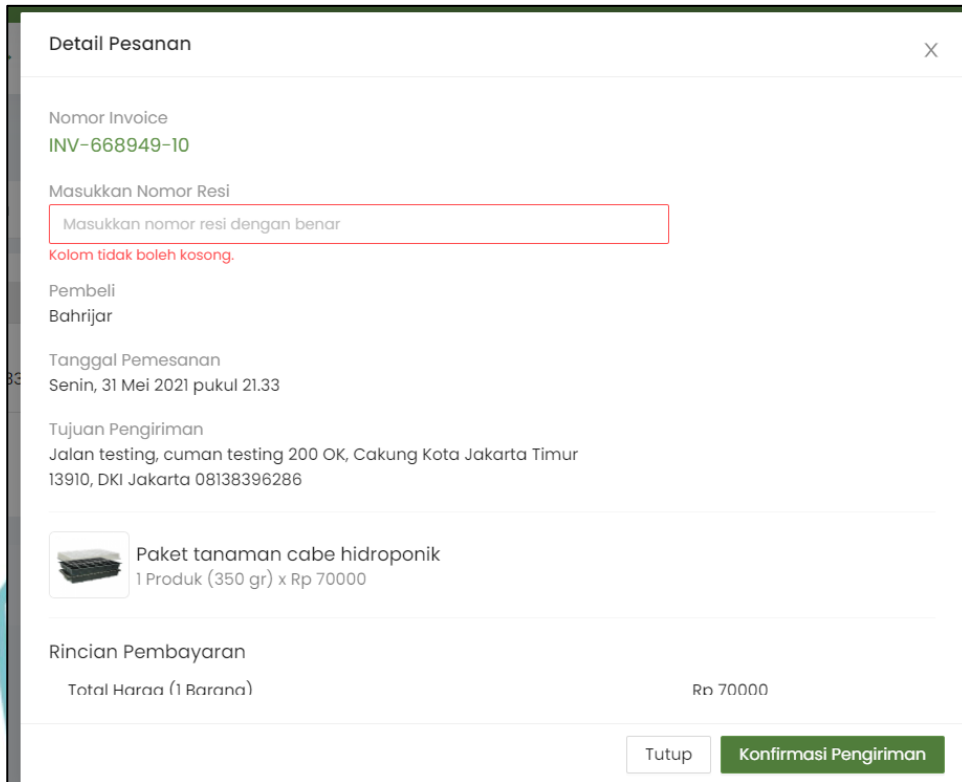 Detail Pesanan
X
Nomor Invoice
INV-668949-10
Masukkan Nomor Resi
Masukkan nomor resi dengan benar
Kolom tidak boleh kosong.
Pembeli
Bahrijar
Tanggal Pemesanan
Senin, 31 Mei 2021 pukul 21.33
Tujuan Pengiriman
Jalan testing, cuman testing 200 OK, Cakung Kota Jakarta Timur
13910, DKI Jakarta 08138396286
Paket tanaman cabe hidroponik
1 Produk (350 gr) x Rp 70000
Rincian Pembayaran
Total Harga (1 Barang) Rp 70000
Tutup Konfirmasi Pengiriman